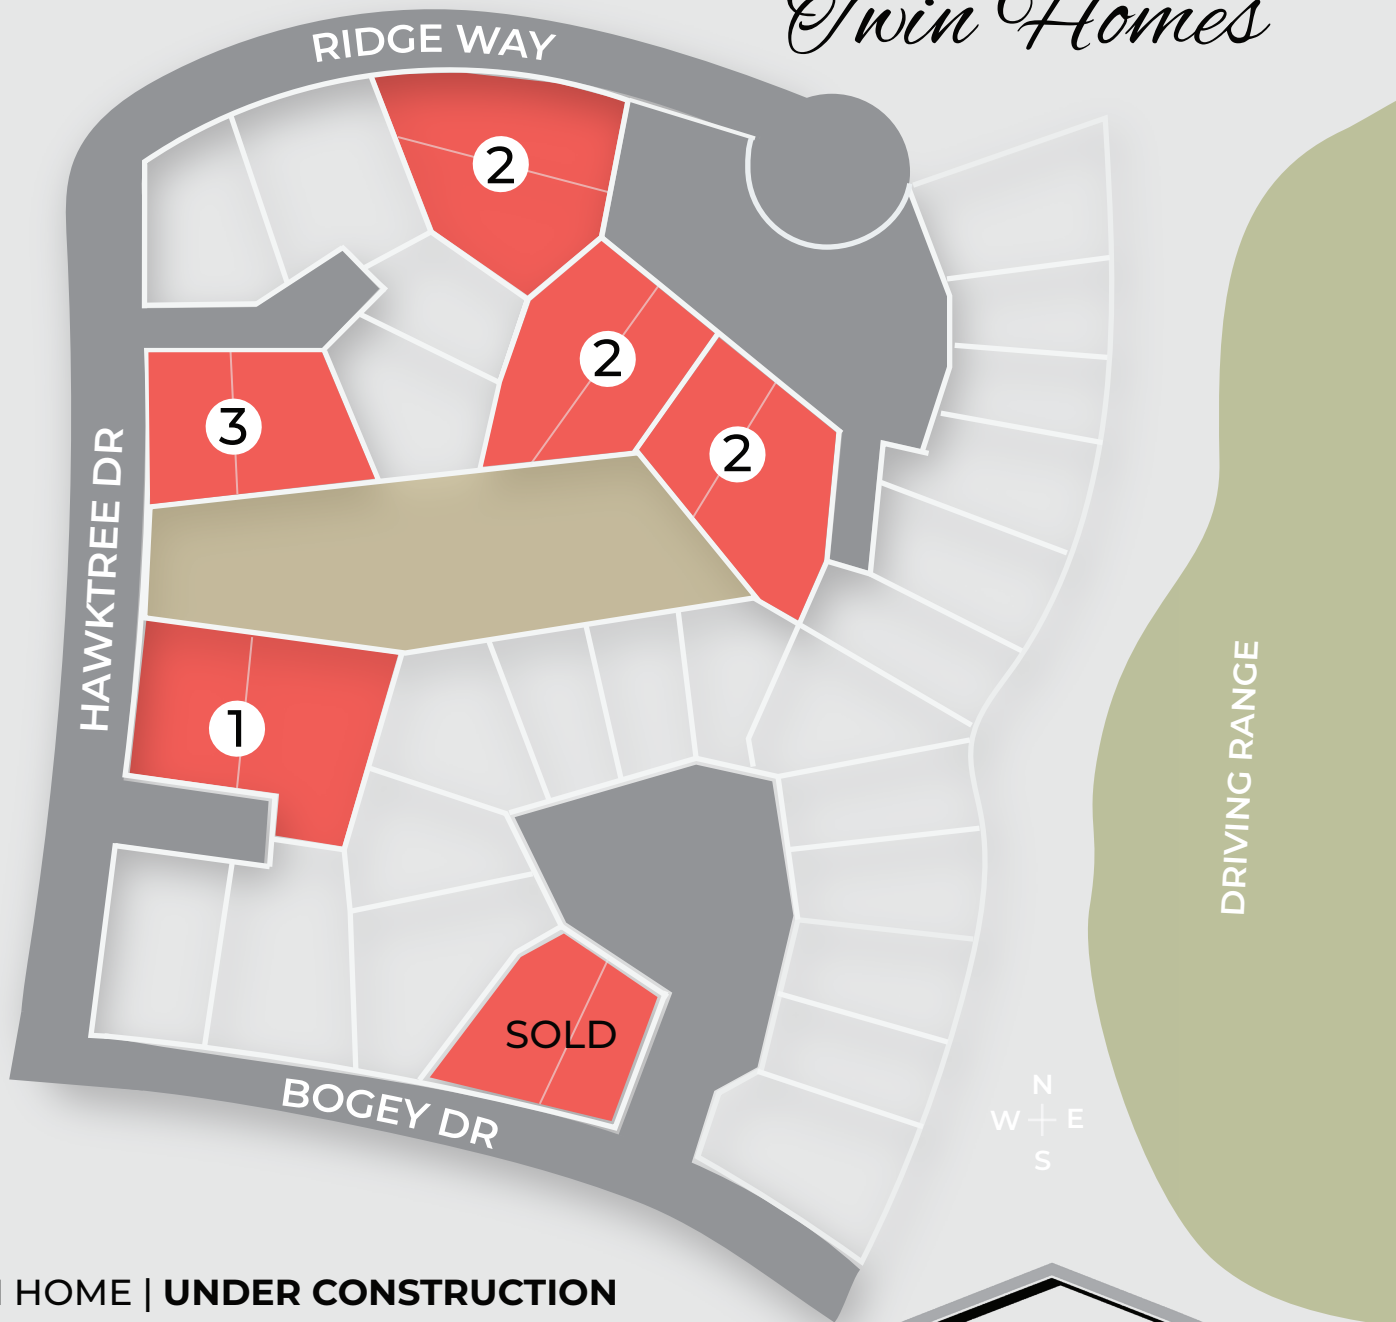 Twin Homes
RIDGE WAY
2
2
3
2
HAWKTREE DR
1
DRIVING RANGE
SOLD
BOGEY DR
N
W E
S
HOME | UNDER CONSTRUCTION